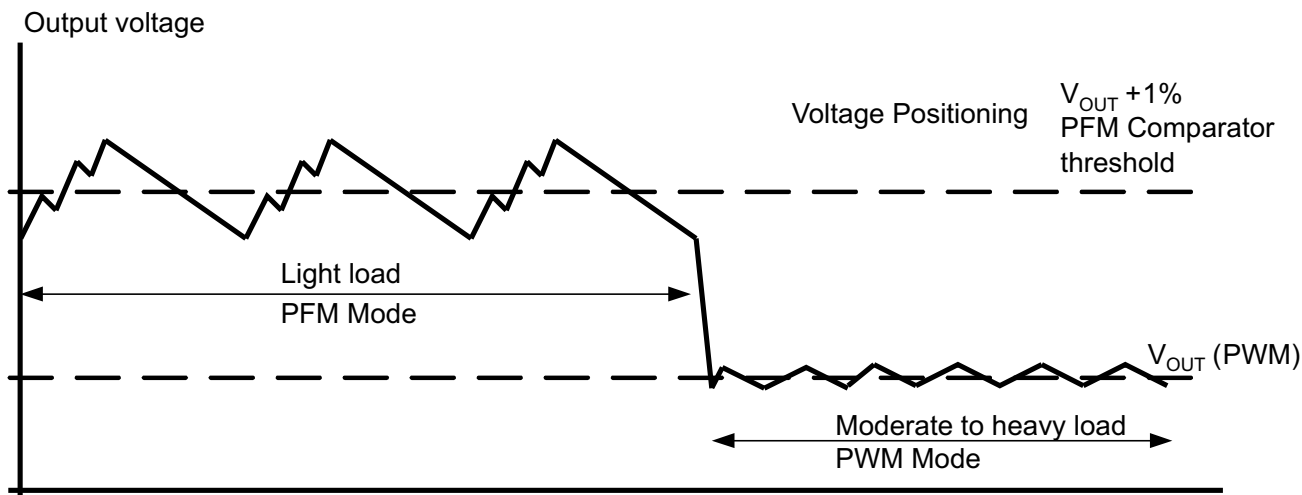 Output voltage
Voltage Positioning
V_OUT +1%
PFM Comparator
threshold
Light load
PFM Mode
V_OUT (PWM)
Moderate to heavy load
PWM Mode